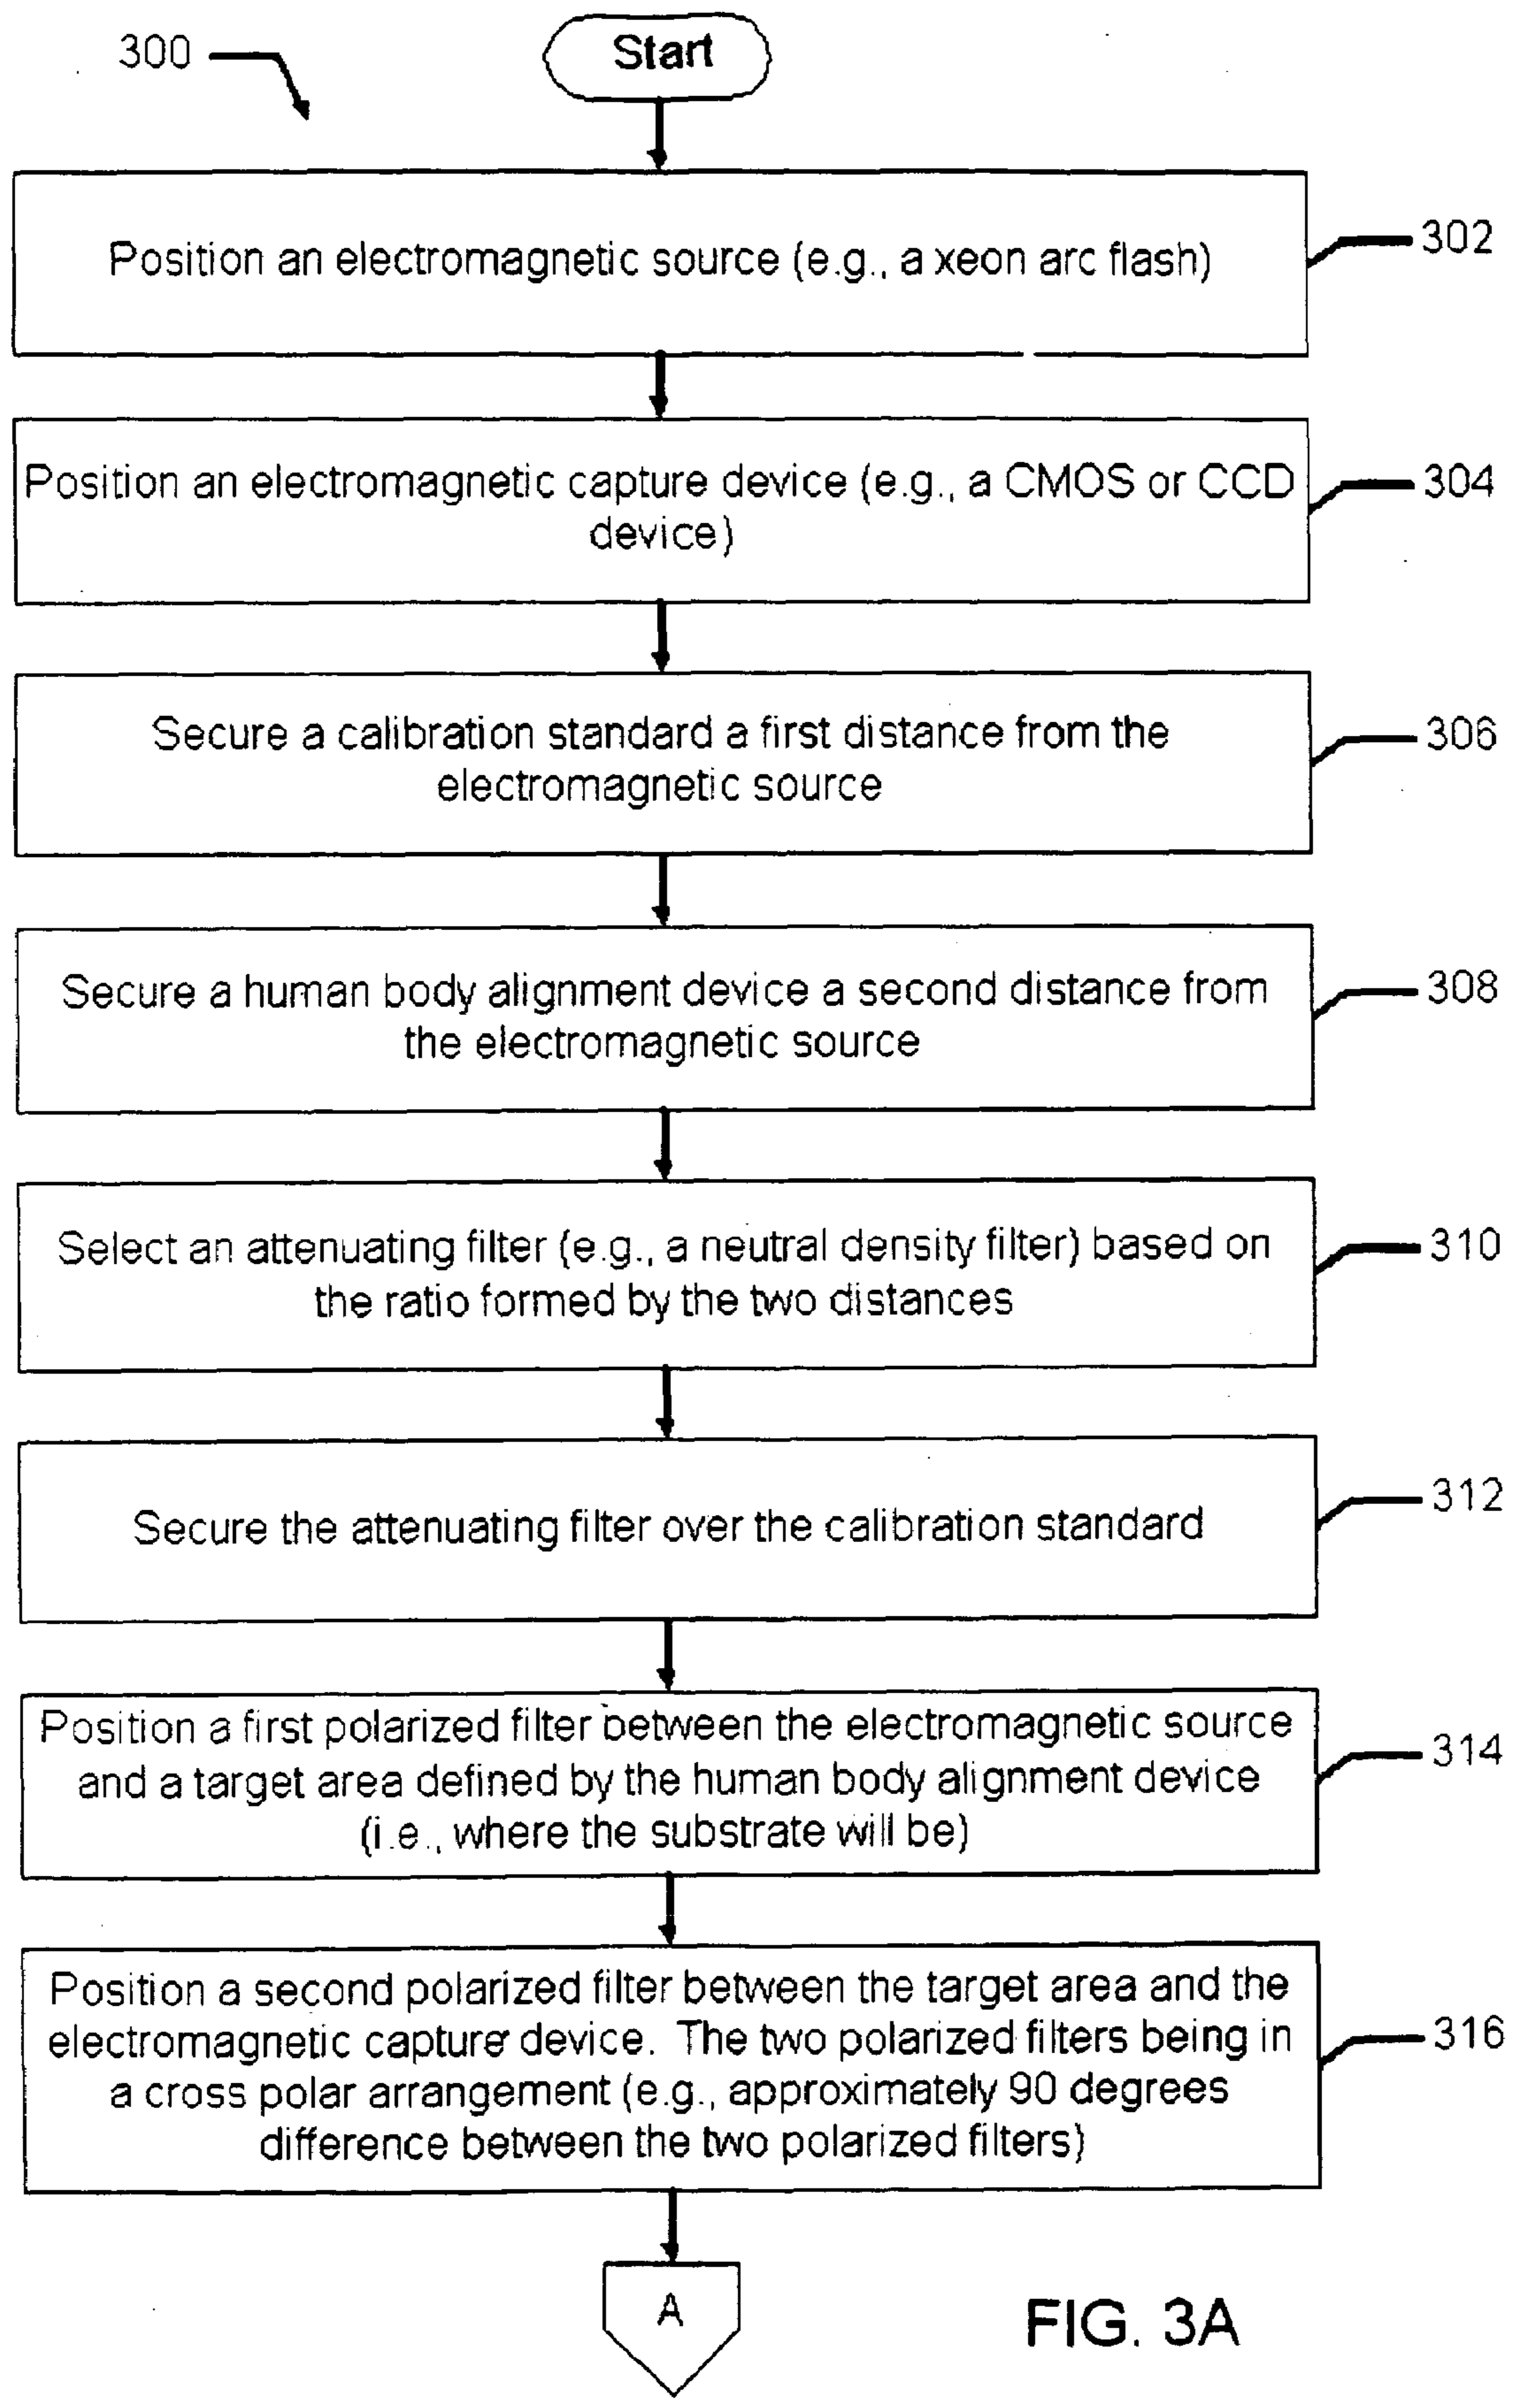 300
Start
Position an electromagnetic source (e.g., a xeon arc flash)
302
Position an electromagnetic capture device (e.g., a CMOS or CCD
device)
304
Secure a calibration standard a first distance from the
electromagnetic source
306
Secure a human body alignment device a second distance from
the electromagnetic source
308
Select an attenuating filter (e.g., a neutral density filter) based on
the ratio formed by the two distances
310
Secure the attenuating filter over the calibration standard
312
Position a first polarized filter between the electromagnetic source
and a target area defined by the human body alignment device
(i.e., where the substrate will be)
314
Position a second polarized filter between the target area and the
electromagnetic capture device. The two polarized filters being in
a cross polar arrangement (e.g., approximately 90 degrees
difference between the two polarized filters)
316
A
FIG. 3A